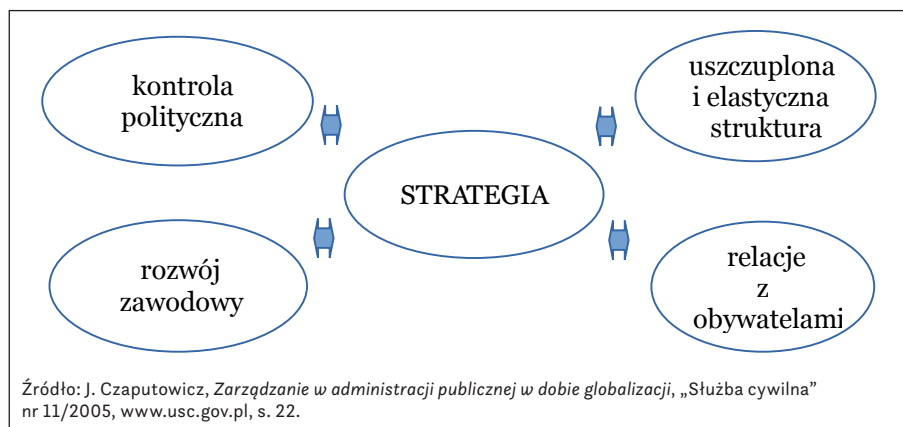 kontrola
polityczna
uszczuplona
i elastyczna
struktura
STRATEGIA
rozwój
zawodowy
relacje
z
obywatelami
Źródło: J. Czaputowicz, Zarządzanie w administracji publicznej w dobie globalizacji, „Służba cywilna”
nr 11/2005, www.usc.gov.pl, s. 22.